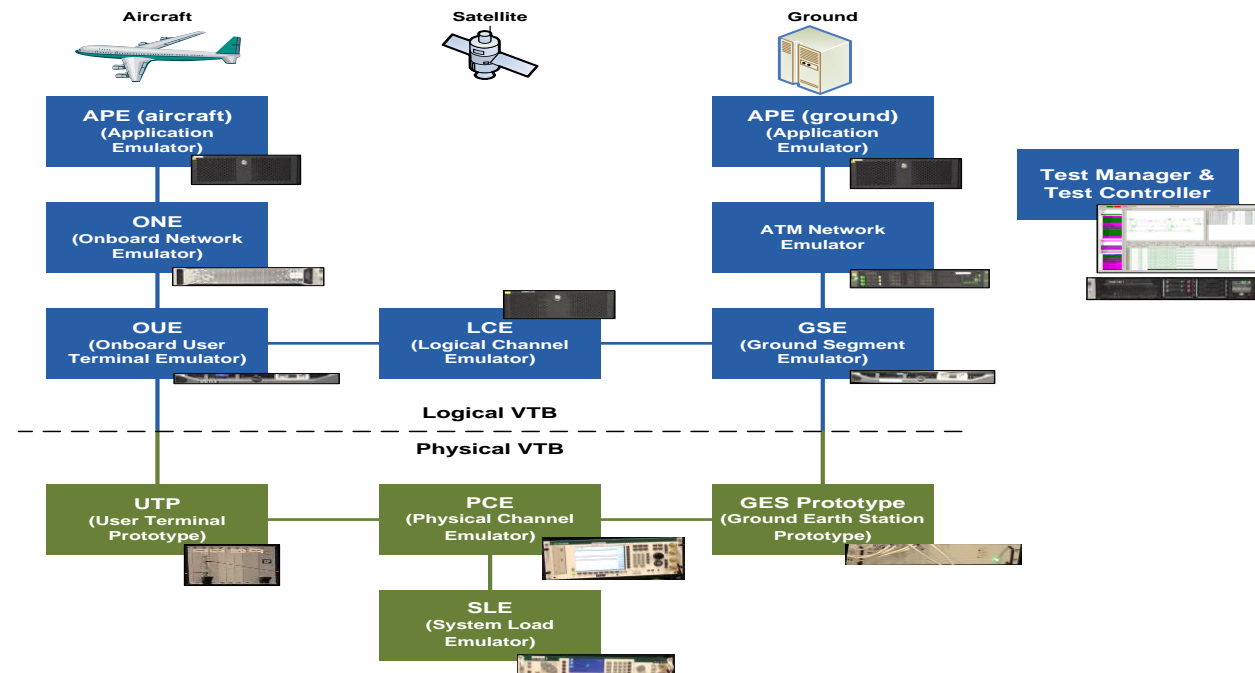 Aircraft
Satellite
Ground
APE (aircraft)
(Application
Emulator)
APE (ground)
(Application
Emulator)
Test Manager &
Test Controller
ONE
(Onboard Network
Emulator)
ATM Network
Emulator
OUE
(Onboard User
Terminal Emulator)
LCE
(Logical Channel
Emulator)
GSE
(Ground Segment
Emulator)
Logical VTB
Physical VTB
UTP
(User Terminal
Prototype)
PCE
(Physical Channel
Emulator)
GES Prototype
(Ground Earth Station
Prototype)
SLE
(System Load
Emulator)